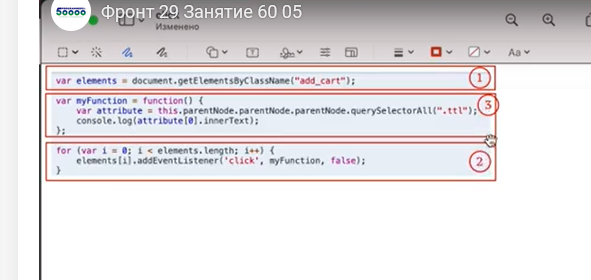 50000
Фронт 29 Занятие 60 05
Изменено
T
Aa
var elements = document.getElementsByClassName("add_cart");
1
var myFunction = function() {
var attribute = this.parentNode.parentNode.parentNode.querySelectorAll(".ttl");
console.log(attribute[0].innerText);
};
3
for (var i = 0; i < elements.length; i++) {
elements[i].addEventListener('click', myFunction, false);
}
2